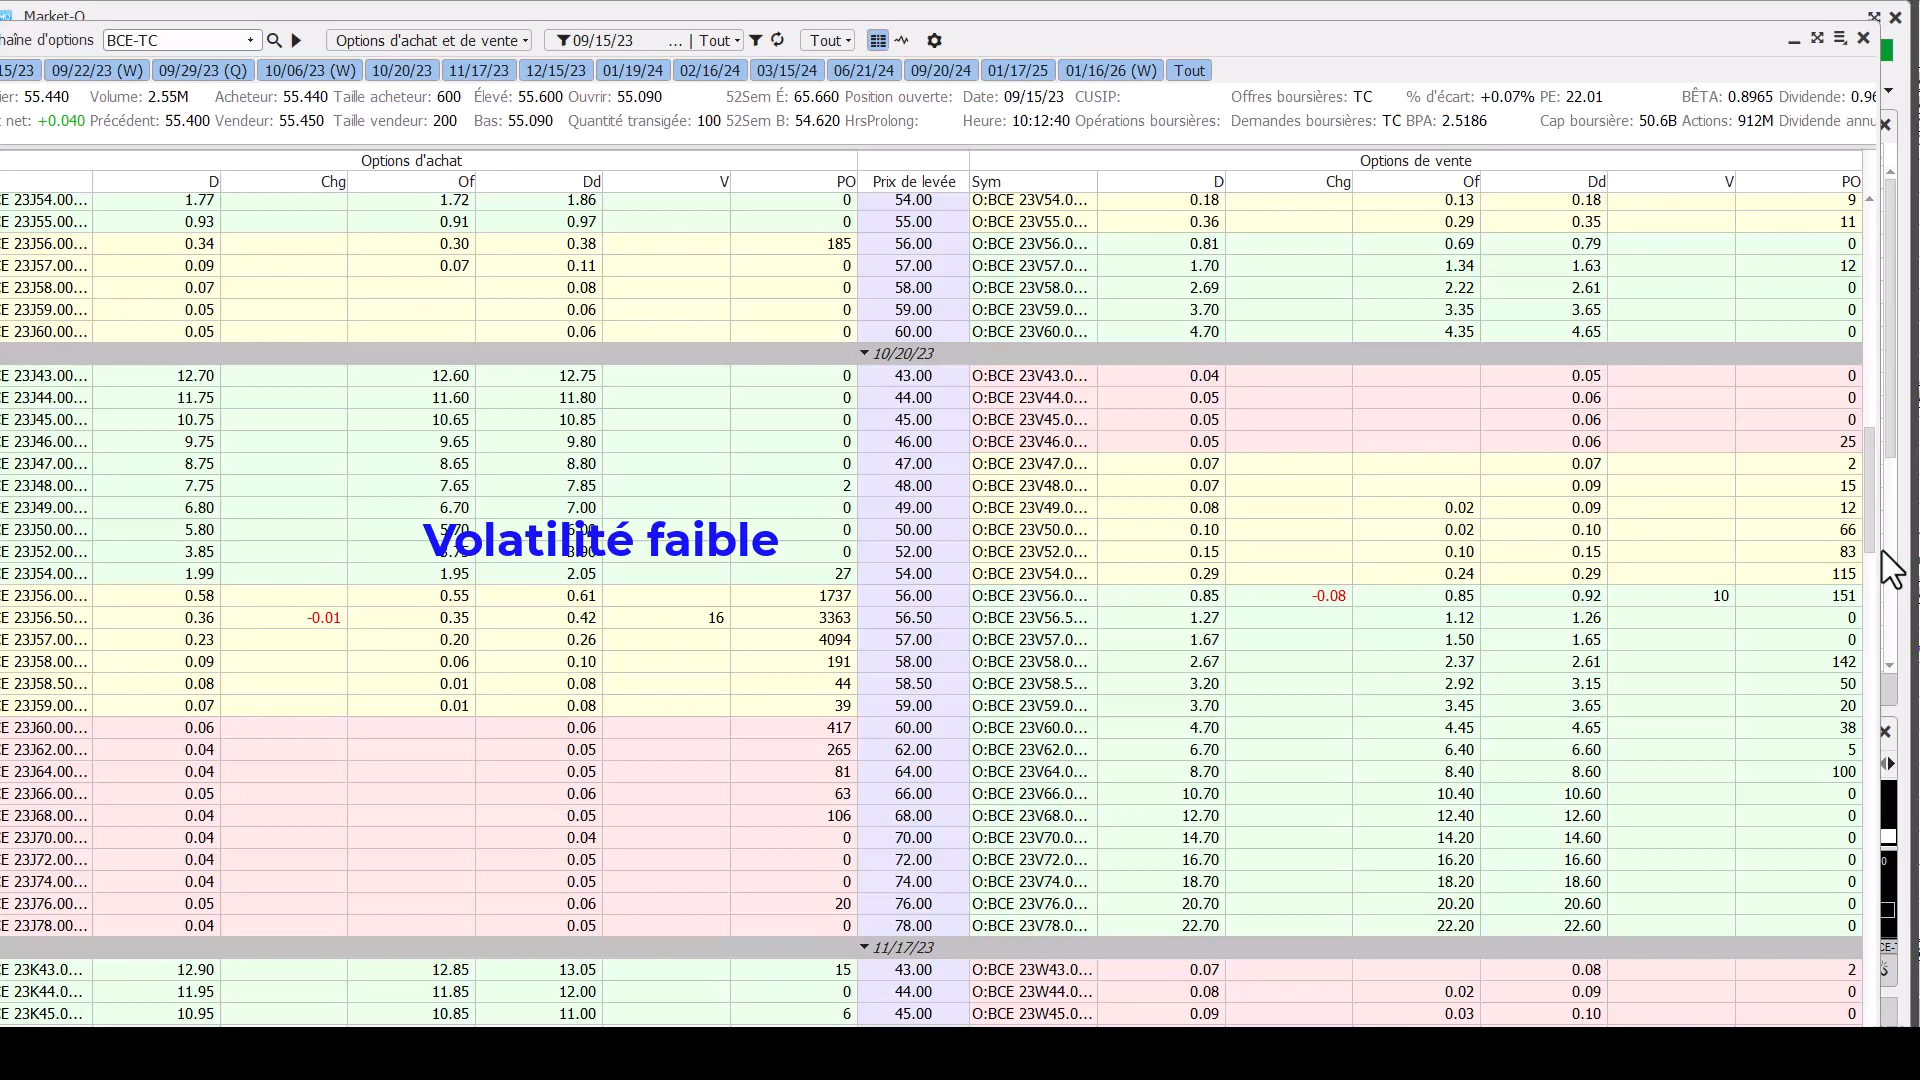 Market-Q
haîne d'options BCE-TC Options d'achat et de vente 09/15/23 ... | Tout Tout
15/23 09/22/23 (W) 09/29/23 (Q) 10/06/23 (W) 10/20/23 11/17/23 12/15/23 01/19/24 02/16/24 03/15/24 06/21/24 09/20/24 01/17/25 01/16/26 (W) Tout
ier: 55.440 Volume: 2.55M Acheteur: 55.440 Taille acheteur: 600 Élevé: 55.600 Ouvrir: 55.090 52Sem É: 65.660 Position ouverte: Date: 09/15/23 CUSIP: Offres boursières: TC % d'écart: +0.07% PE: 22.01 BÊTA: 0.8965 Dividende: 0.96
net: +0.040 Précédent: 55.400 Vendeur: 55.450 Taille vendeur: 200 Bas: 55.090 Quantité transigée: 100 52Sem B: 54.620 HrsProlong: Heure: 10:12:40 Opérations boursières: Demandes boursières: TC BPA: 2.5186 Cap boursière: 50.6B Actions: 912M Dividende annu
Options d'achat Options de vente
D Chg Of Dd V PO Prix de levée Sym D Chg Of Dd V PO
CE 23J54.00... 1.77 1.72 1.86 0 54.00 O:BCE 23V54.0... 0.18 0.13 0.18 9
CE 23J55.00... 0.93 0.91 0.97 0 55.00 O:BCE 23V55.0... 0.36 0.29 0.35 11
CE 23J56.00... 0.34 0.30 0.38 185 56.00 O:BCE 23V56.0... 0.81 0.69 0.79 0
CE 23J57.00... 0.09 0.07 0.11 0 57.00 O:BCE 23V57.0... 1.70 1.34 1.63 12
CE 23J58.00... 0.07 0.08 0 58.00 O:BCE 23V58.0... 2.69 2.22 2.61 0
CE 23J59.00... 0.05 0.06 0 59.00 O:BCE 23V59.0... 3.70 3.35 3.65 0
CE 23J60.00... 0.05 0.06 0 60.00 O:BCE 23V60.0... 4.70 4.35 4.65 0
10/20/23
CE 23J43.00... 12.70 12.60 12.75 0 43.00 O:BCE 23V43.0... 0.04 0.05 0
CE 23J44.00... 11.75 11.60 11.80 0 44.00 O:BCE 23V44.0... 0.05 0.06 0
CE 23J45.00... 10.75 10.65 10.85 0 45.00 O:BCE 23V45.0... 0.05 0.06 0
CE 23J46.00... 9.75 9.65 9.80 0 46.00 O:BCE 23V46.0... 0.05 0.06 25
CE 23J47.00... 8.75 8.65 8.80 0 47.00 O:BCE 23V47.0... 0.07 0.07 2
CE 23J48.00... 7.75 7.65 7.85 2 48.00 O:BCE 23V48.0... 0.07 0.09 15
CE 23J49.00... 6.80 6.70 7.00 0 49.00 O:BCE 23V49.0... 0.08 0.02 0.09 12
CE 23J50.00... 5.80 5.70 6.00 0 50.00 O:BCE 23V50.0... 0.10 0.02 0.10 66
Volatilité faible
CE 23J52.00... 3.85 3.75 3.90 0 52.00 O:BCE 23V52.0... 0.15 0.10 0.15 83
CE 23J54.00... 1.99 1.95 2.05 27 54.00 O:BCE 23V54.0... 0.29 0.24 0.29 115
CE 23J56.00... 0.58 0.55 0.61 1737 56.00 O:BCE 23V56.0... 0.85 -0.08 0.85 0.92 10 151
CE 23J56.50... 0.36 -0.01 0.35 0.42 16 3363 56.50 O:BCE 23V56.5... 1.27 1.12 1.26 0
CE 23J57.00... 0.23 0.20 0.26 4094 57.00 O:BCE 23V57.0... 1.67 1.50 1.65 0
CE 23J58.00... 0.09 0.06 0.10 191 58.00 O:BCE 23V58.0... 2.67 2.37 2.61 142
CE 23J58.50... 0.08 0.01 0.08 44 58.50 O:BCE 23V58.5... 3.20 2.92 3.15 50
CE 23J59.00... 0.07 0.01 0.08 39 59.00 O:BCE 23V59.0... 3.70 3.45 3.65 20
CE 23J60.00... 0.06 0.06 417 60.00 O:BCE 23V60.0... 4.70 4.45 4.65 38
CE 23J62.00... 0.04 0.05 265 62.00 O:BCE 23V62.0... 6.70 6.40 6.60 5
CE 23J64.00... 0.04 0.05 81 64.00 O:BCE 23V64.0... 8.70 8.40 8.60 100
CE 23J66.00... 0.05 0.06 63 66.00 O:BCE 23V66.0... 10.70 10.40 10.60 0
CE 23J68.00... 0.04 0.05 106 68.00 O:BCE 23V68.0... 12.70 12.40 12.60 0
CE 23J70.00... 0.04 0.04 0 70.00 O:BCE 23V70.0... 14.70 14.20 14.60 0
CE 23J72.00... 0.04 0.05 0 72.00 O:BCE 23V72.0... 16.70 16.20 16.60 0
CE 23J74.00... 0.04 0.05 0 74.00 O:BCE 23V74.0... 18.70 18.20 18.60 0
CE 23J76.00... 0.05 0.06 20 76.00 O:BCE 23V76.0... 20.70 20.20 20.60 0
CE 23J78.00... 0.04 0.05 0 78.00 O:BCE 23V78.0... 22.70 22.20 22.60 0
11/17/23
CE 23K43.0... 12.90 12.85 13.05 15 43.00 O:BCE 23W43.0... 0.07 0.08 2
CE 23K44.0... 11.95 11.85 12.00 0 44.00 O:BCE 23W44.0... 0.08 0.02 0.09 0
CE 23K45.0... 10.95 10.85 11.00 6 45.00 O:BCE 23W45.0... 0.09 0.03 0.10 0